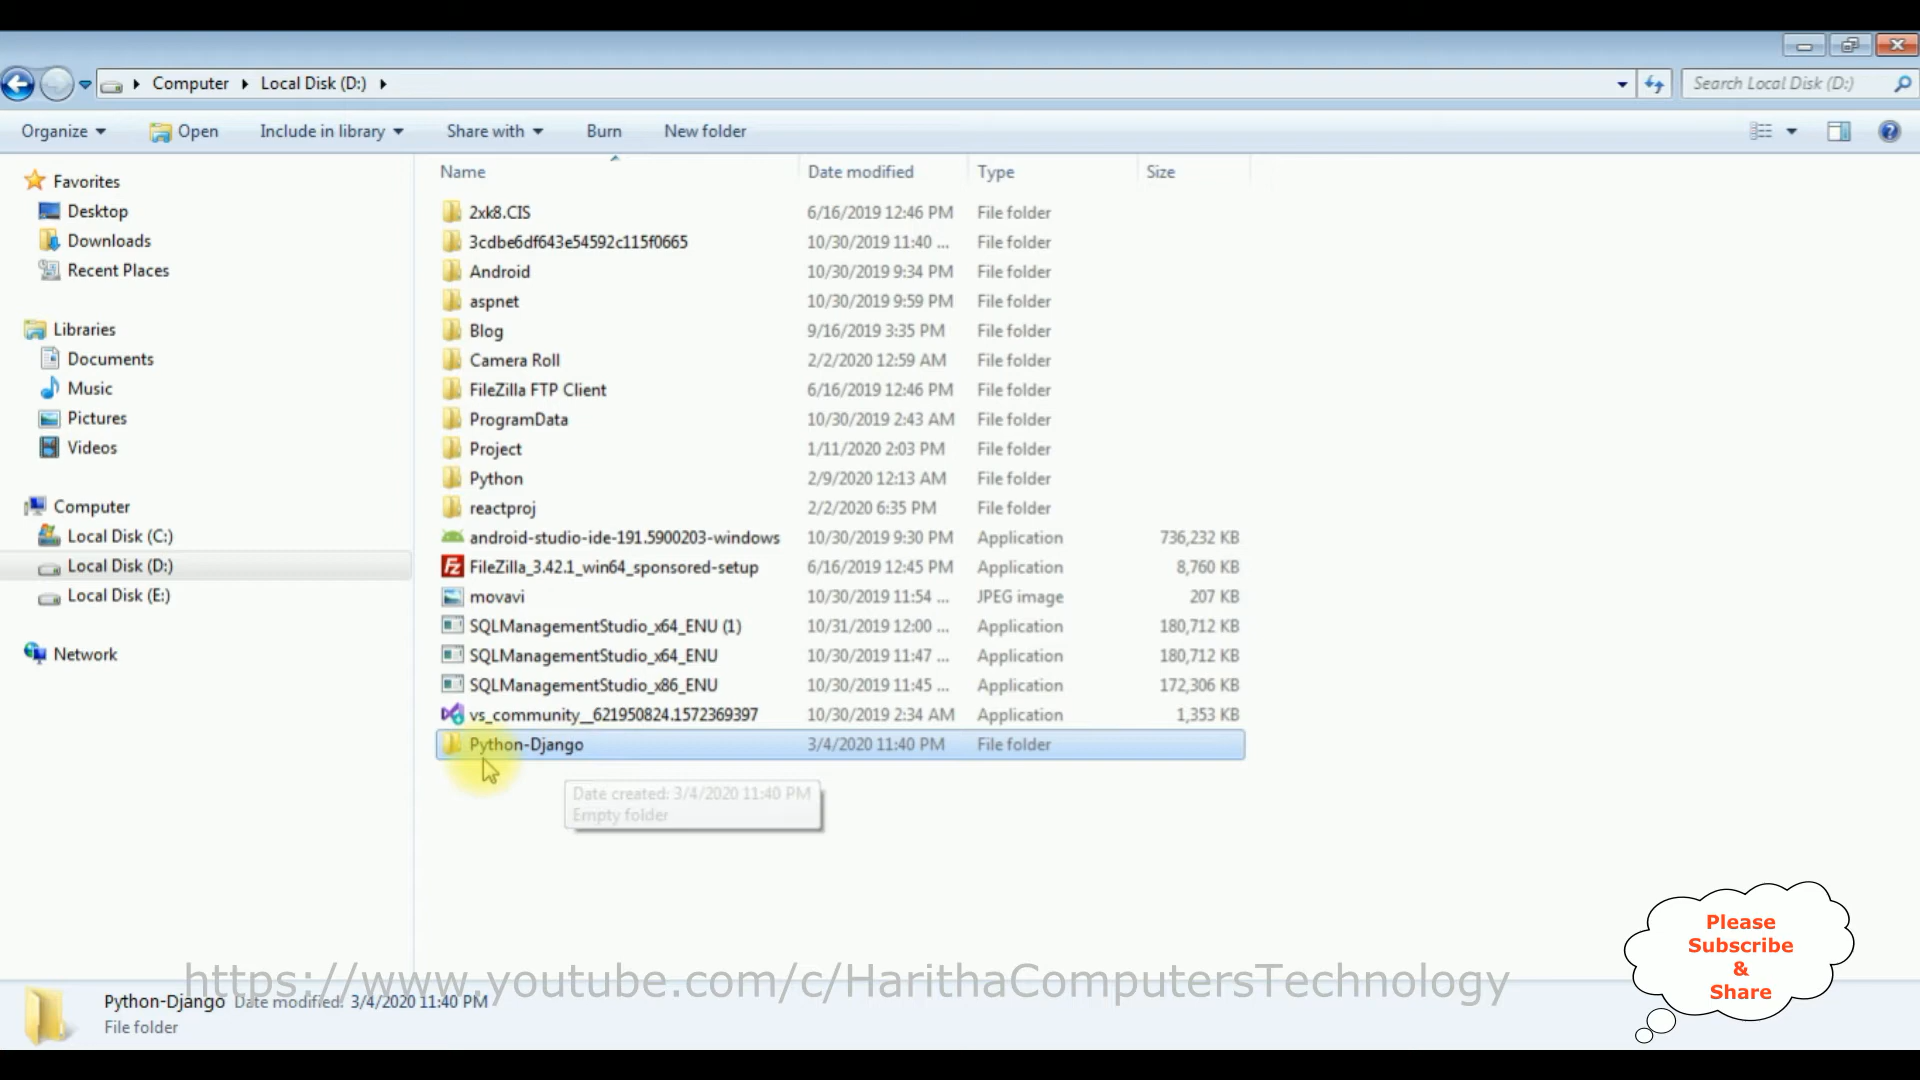 Computer Local Disk (D:) Search Local Disk (D:)
Organize Open Include in library Share with Burn New folder
Favorites
Desktop
Downloads
Recent Places
Libraries
Documents
Music
Pictures
Videos
Computer
Local Disk (C:)
Local Disk (D:)
Local Disk (E:)
Network
Name Date modified Type Size
2xk8.CIS 6/16/2019 12:46 PM File folder
3cdbe6df643e54592c115f0665 10/30/2019 11:40 ... File folder
Android 10/30/2019 9:34 PM File folder
aspnet 10/30/2019 9:59 PM File folder
Blog 9/16/2019 3:35 PM File folder
Camera Roll 2/2/2020 12:59 AM File folder
FileZilla FTP Client 6/16/2019 12:46 PM File folder
ProgramData 10/30/2019 2:43 AM File folder
Project 1/11/2020 2:03 PM File folder
Python 2/9/2020 12:13 AM File folder
reactproj 2/2/2020 6:35 PM File folder
android-studio-ide-191.5900203-windows 10/30/2019 9:30 PM Application 736,232 KB
FileZilla_3.42.1_win64_sponsored-setup 6/16/2019 12:45 PM Application 8,760 KB
movavi 10/30/2019 11:54 ... JPEG image 207 KB
SQLManagementStudio_x64_ENU (1) 10/31/2019 12:00 ... Application 180,712 KB
SQLManagementStudio_x64_ENU 10/30/2019 11:47 ... Application 180,712 KB
SQLManagementStudio_x86_ENU 10/30/2019 11:45 ... Application 172,306 KB
vs_community__621950824.1572369397 10/30/2019 2:34 AM Application 1,353 KB
Python-Django 3/4/2020 11:40 PM File folder
Date created: 3/4/2020 11:40 PM
Empty folder
Please
Subscribe
&
Share
https://www.youtube.com/c/HarithaComputersTechnology
Python-Django Date modified: 3/4/2020 11:40 PM
File folder